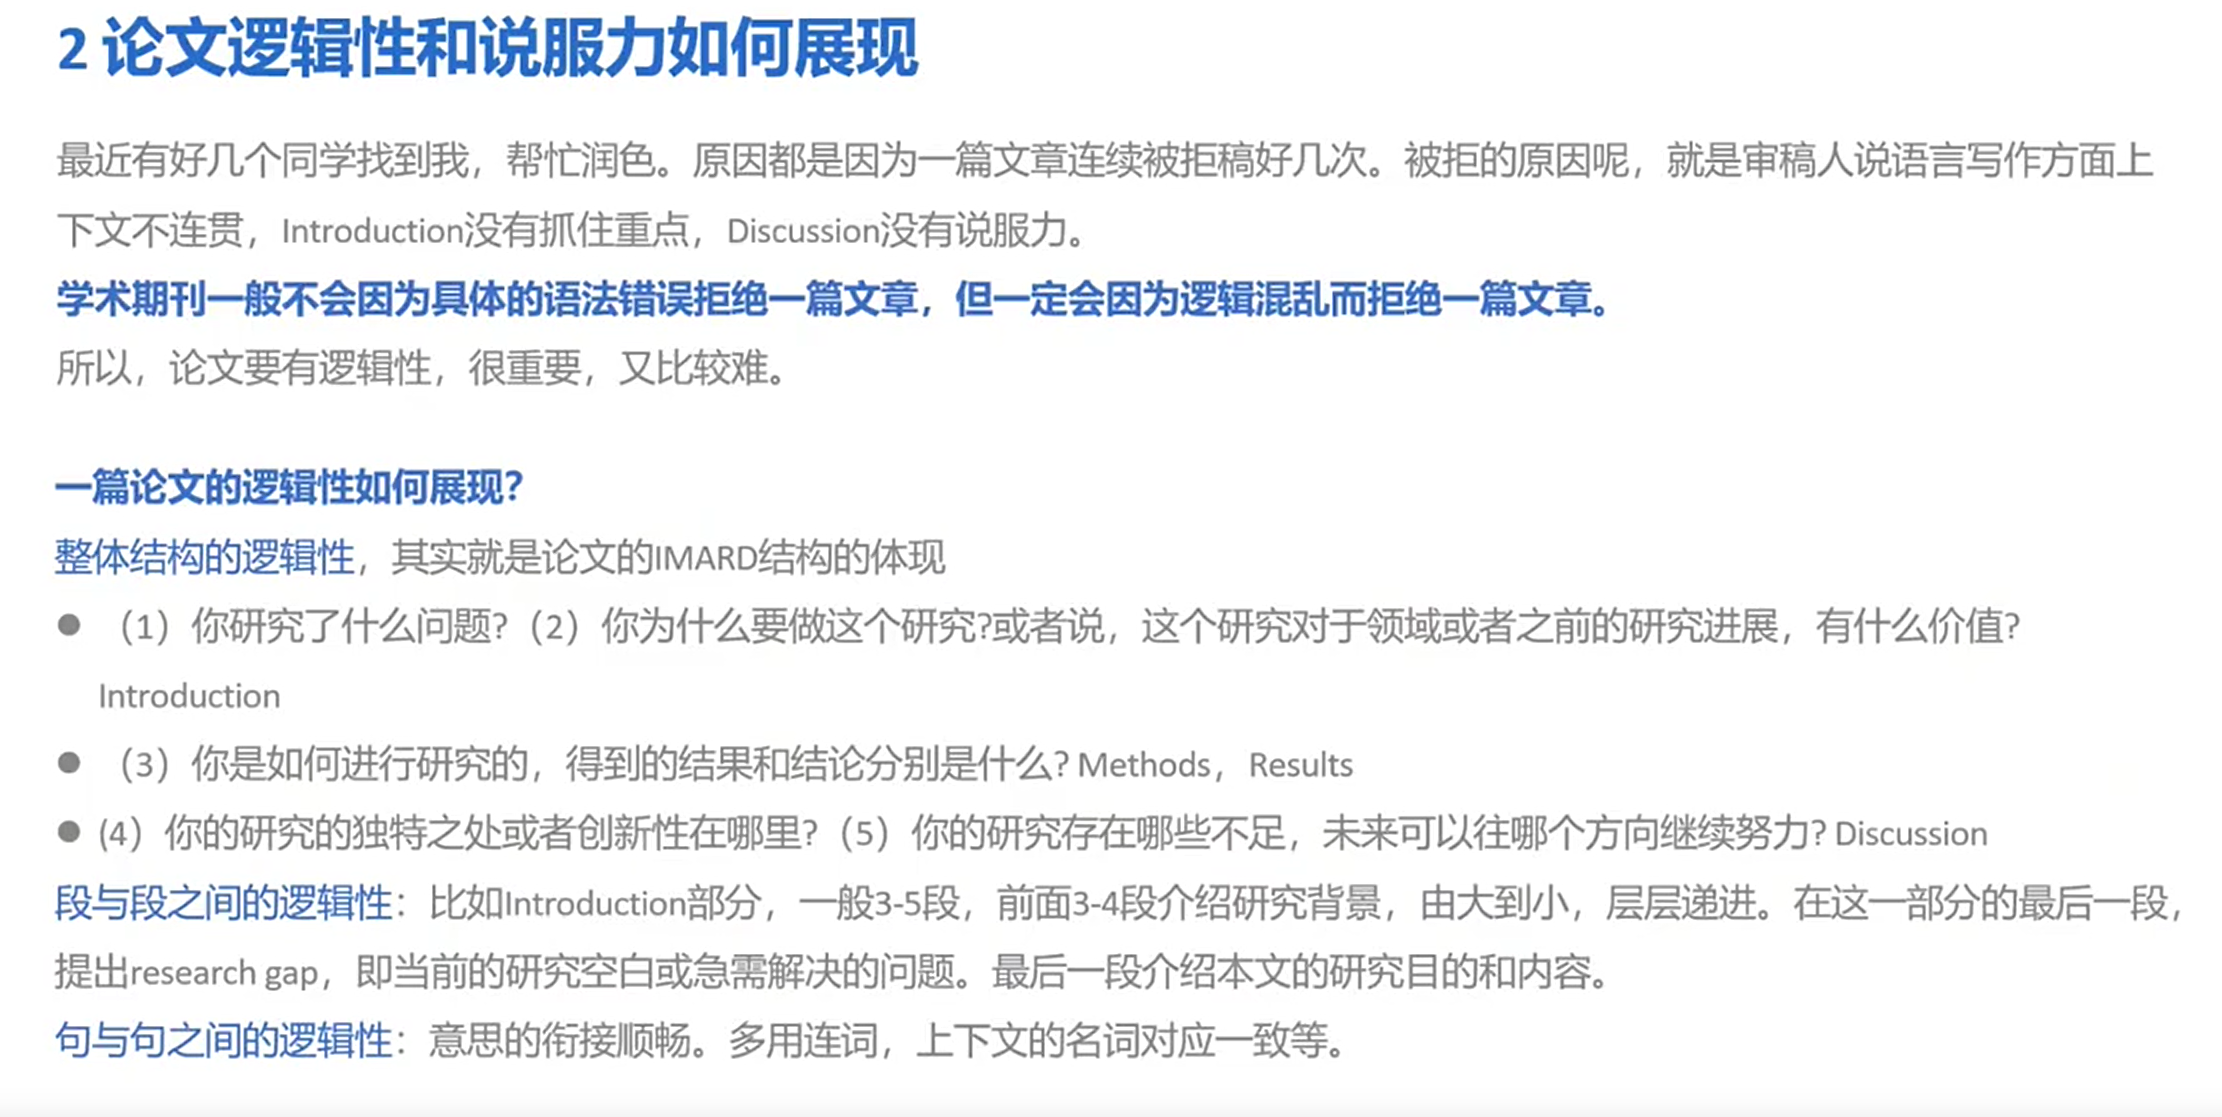 2 论文逻辑性和说服力如何展现
最近有好几个同学找到我，帮忙润色。原因都是因为一篇文章连续被拒稿好几次。被拒的原因呢，就是审稿人说语言写作方面上
下文不连贯，Introduction没有抓住重点，Discussion没有说服力。
学术期刊一般不会因为具体的语法错误拒绝一篇文章，但一定会因为逻辑混乱而拒绝一篇文章。
所以，论文要有逻辑性，很重要，又比较难。
一篇论文的逻辑性如何展现？
整体结构的逻辑性，其实就是论文的IMARD结构的体现
● （1）你研究了什么问题？（2）你为什么要做这个研究?或者说，这个研究对于领域或者之前的研究进展，有什么价值？
Introduction
● （3）你是如何进行研究的，得到的结果和结论分别是什么? Methods，Results
● (4）你的研究的独特之处或者创新性在哪里?（5）你的研究存在哪些不足，未来可以往哪个方向继续努力? Discussion
段与段之间的逻辑性：比如Introduction部分，一般3-5段，前面3-4段介绍研究背景，由大到小，层层递进。在这一部分的最后一段，
提出research gap，即当前的研究空白或急需解决的问题。最后一段介绍本文的研究目的和内容。
句与句之间的逻辑性：意思的衔接顺畅。多用连词，上下文的名词对应一致等。